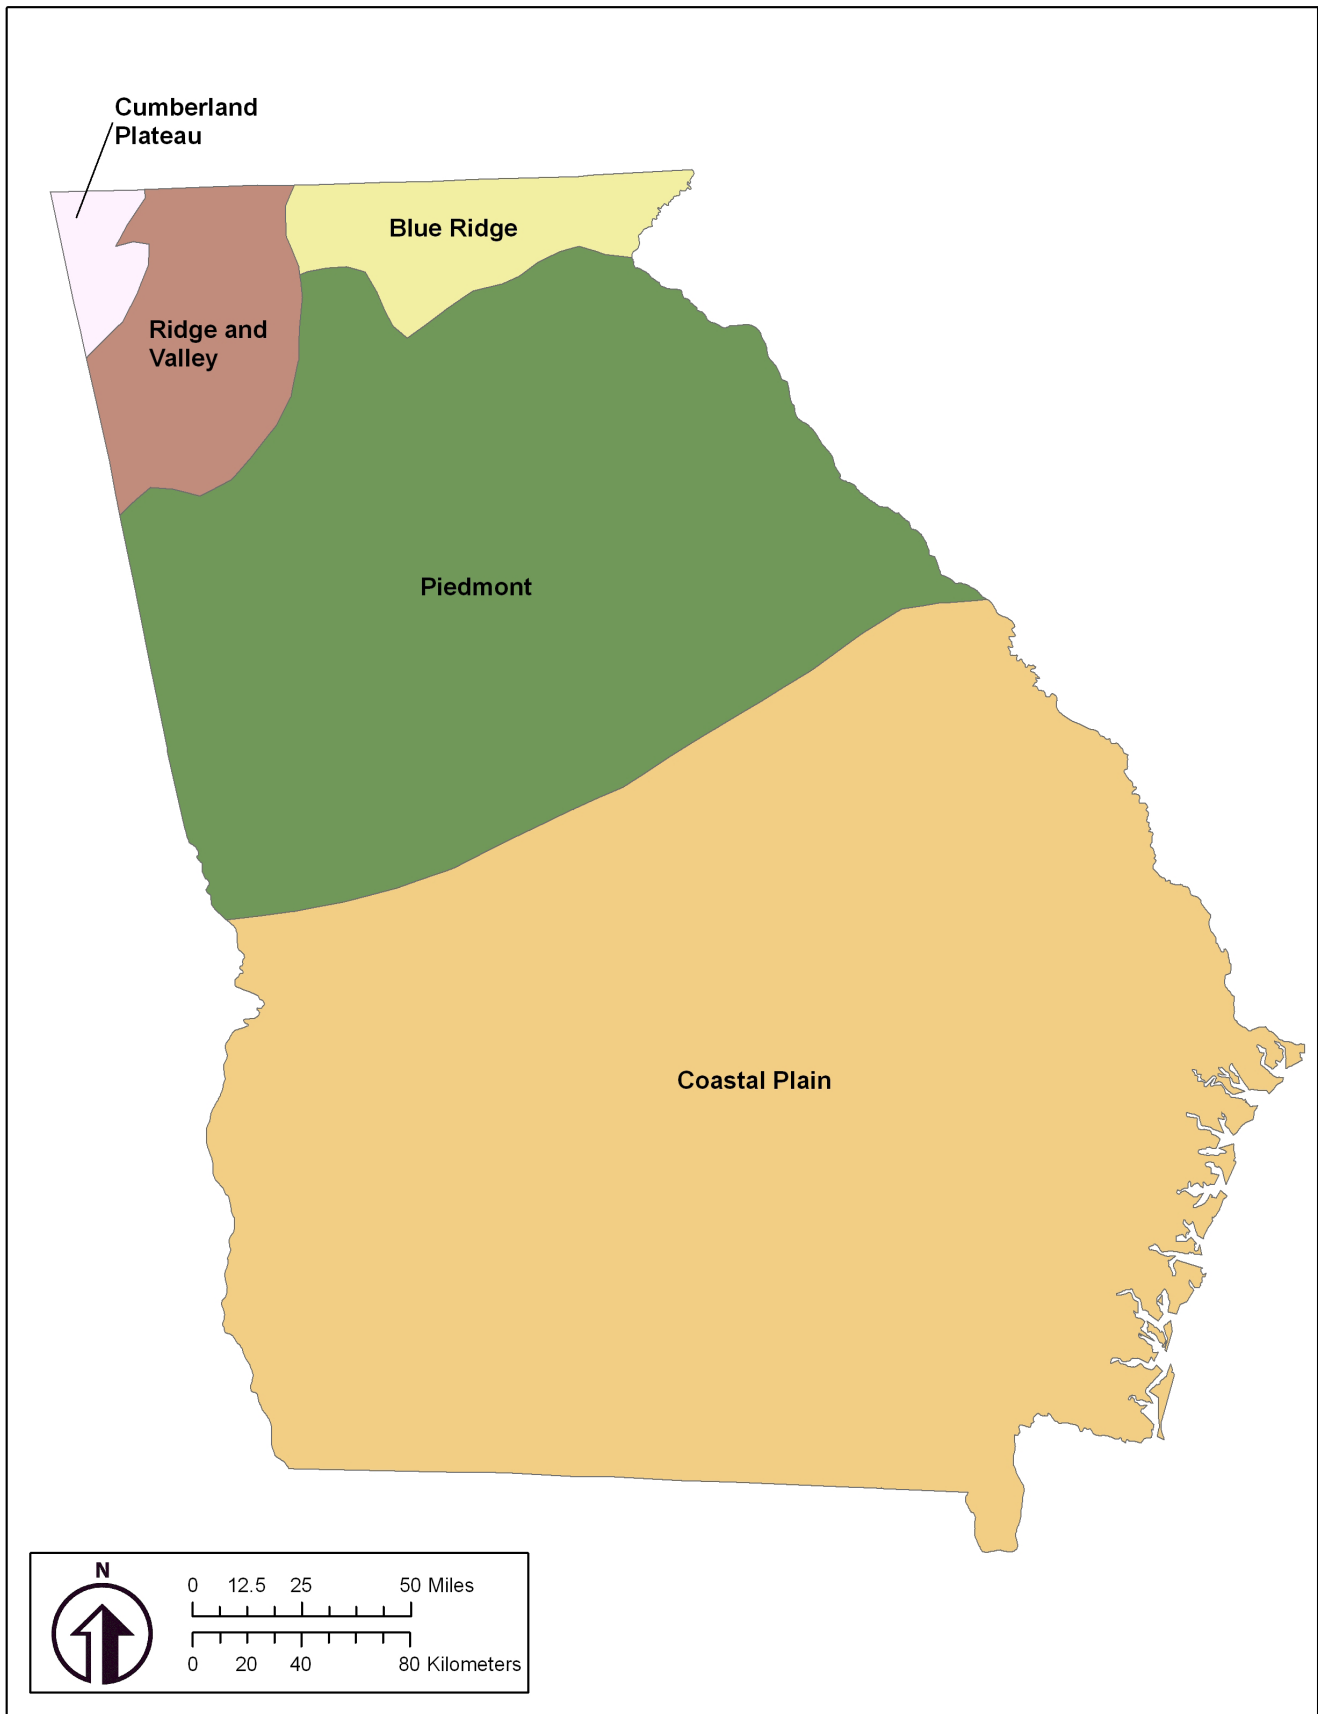 Cumberland
Plateau
Blue Ridge
Ridge and
Valley
Piedmont
Coastal Plain
N
0 12.5 25 50 Miles
0 20 40 80 Kilometers